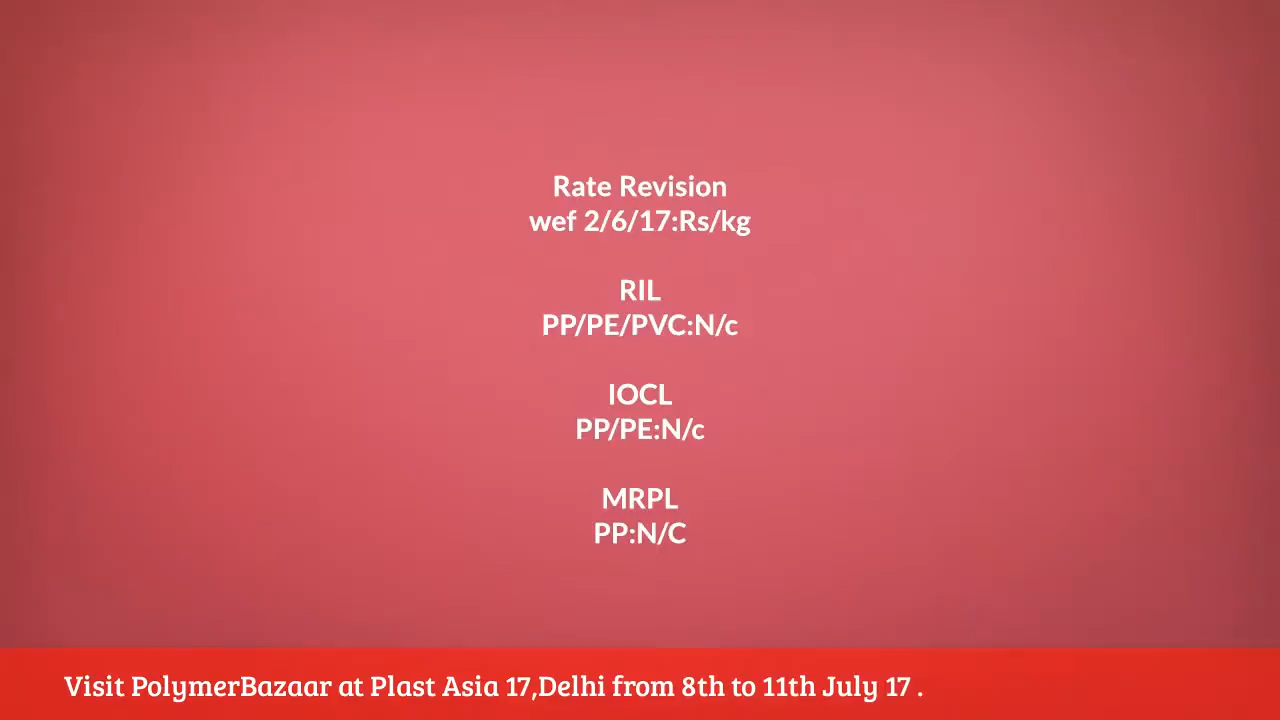 Rate Revision
wef 2/6/17:Rs/kg
RIL
PP/PE/PVC:N/c
IOCL
PP/PE:N/c
MRPL
PP:N/C
Visit PolymerBazaar at Plast Asia 17,Delhi from 8th to 11th July 17 .